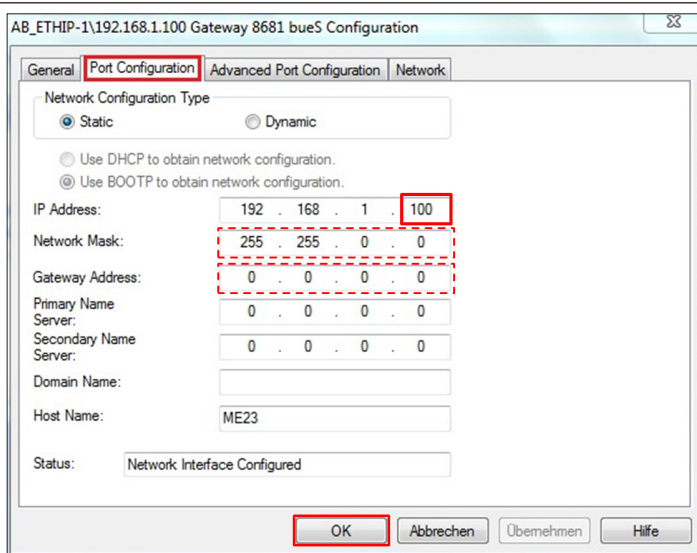 AB_ETHIP-1\192.168.1.100 Gateway 8681 bueS Configuration
General Port Configuration Advanced Port Configuration Network
Network Configuration Type
Static Dynamic
Use DHCP to obtain network configuration.
Use BOOTP to obtain network configuration.
IP Address: 192 . 168 . 1 . 100
Network Mask: 255 . 255 . 0 . 0
Gateway Address: 0 . 0 . 0 . 0
Primary Name
Server: 0 . 0 . 0 . 0
Secondary Name
Server: 0 . 0 . 0 . 0
Domain Name:
Host Name: ME23
Status: Network Interface Configured
OK Abbrechen Übernehmen Hilfe